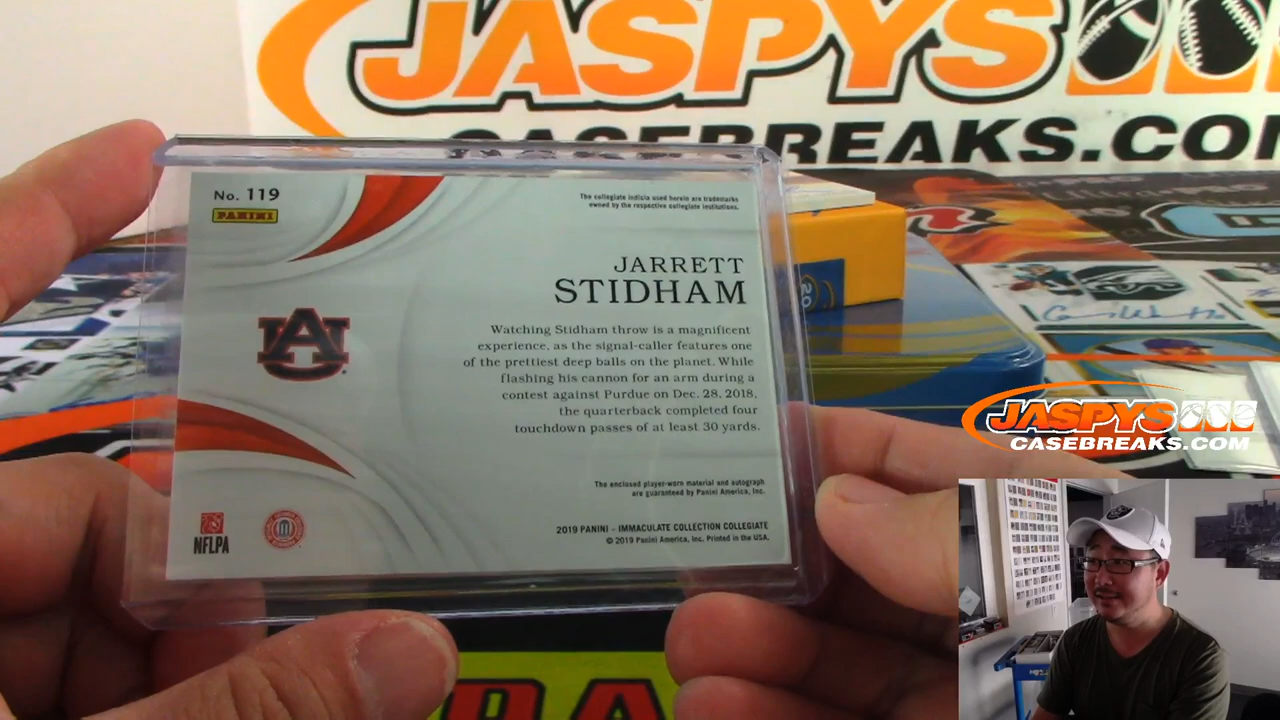 JASPYS
CASEBREAKS.COM
No. 119
PANINI
The collegiate indicia used herein are trademarks
owned by the respective collegiate institutions.
JARRETT
STIDHAM
AU
Watching Stidham throw is a magnificent
experience, as the signal-caller features one
of the prettiest deep balls on the planet. While
flashing his cannon for an arm during a
contest against Purdue on Dec. 28, 2018,
the quarterback completed four
touchdown passes of at least 30 yards.
The enclosed player-worn material and autograph
are guaranteed by Panini America, Inc.
NFLPA
2019 PANINI - IMMACULATE COLLECTION COLLEGIATE
© 2019 Panini America, Inc. Printed in the USA.
20
JASPYS
CASEBREAKS.COM